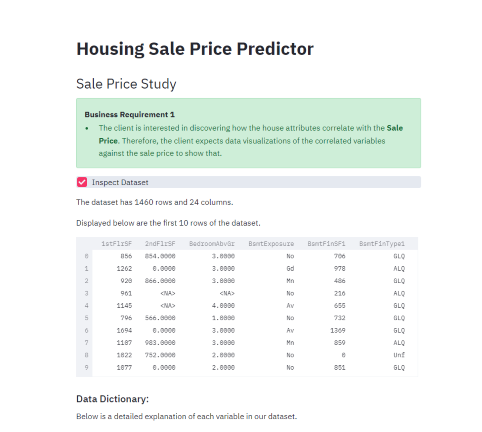 Housing Sale Price Predictor
Sale Price Study
Business Requirement 1
• The client is interested in discovering how the house attributes correlate with the Sale
Price. Therefore, the client expects data visualizations of the correlated variables
against the sale price to show that.
Inspect Dataset
The dataset has 1460 rows and 24 columns.
Displayed below are the first 10 rows of the dataset.
1stFlrSF 2ndFlrSF BedroomAbvGr BsmtExposure BsmtFinSF1 BsmtFinType1
0 856 854.0000 3.0000 No 706 GLQ
1 1262 0.0000 3.0000 Gd 978 ALQ
2 920 866.0000 3.0000 Mn 486 GLQ
3 961 <NA> <NA> No 216 ALQ
4 1145 <NA> 4.0000 Av 655 GLQ
5 796 566.0000 1.0000 No 732 GLQ
6 1694 0.0000 3.0000 Av 1369 GLQ
7 1107 983.0000 3.0000 Mn 859 ALQ
8 1022 752.0000 2.0000 No 0 Unf
9 1077 0.0000 2.0000 No 851 GLQ
Data Dictionary:
Below is a detailed explanation of each variable in our dataset.